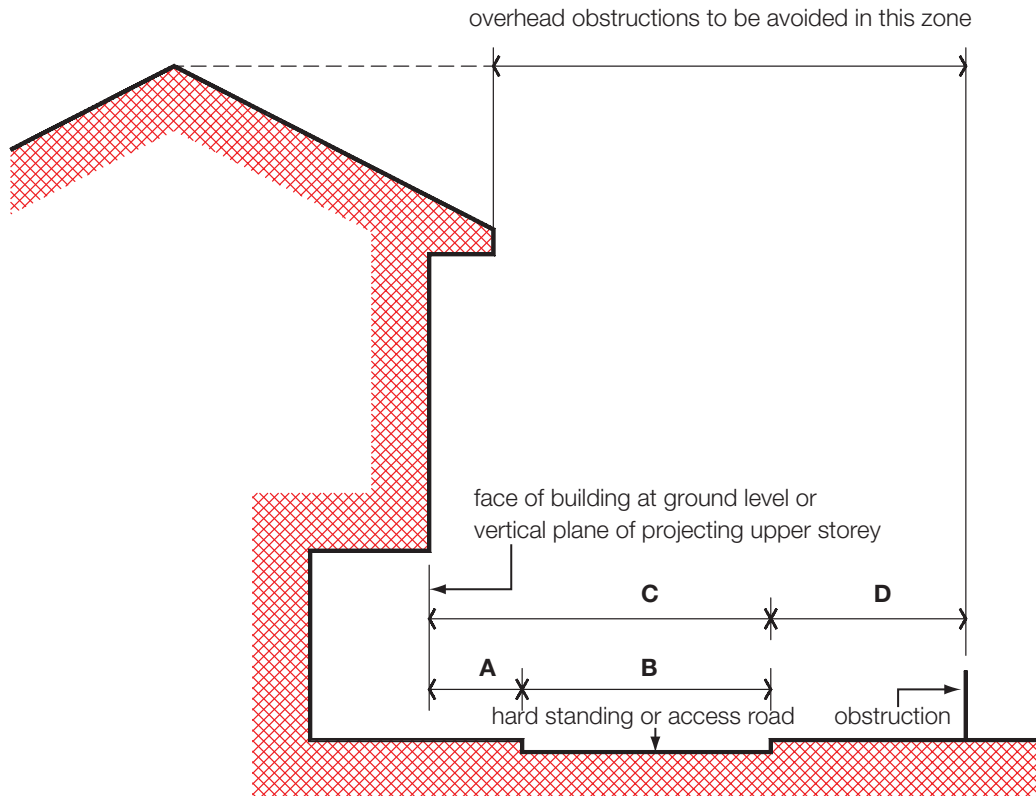 overhead obstructions to be avoided in this zone
face of building at ground level or
vertical plane of projecting upper storey
C
D
A
B
hard standing or access road
obstruction